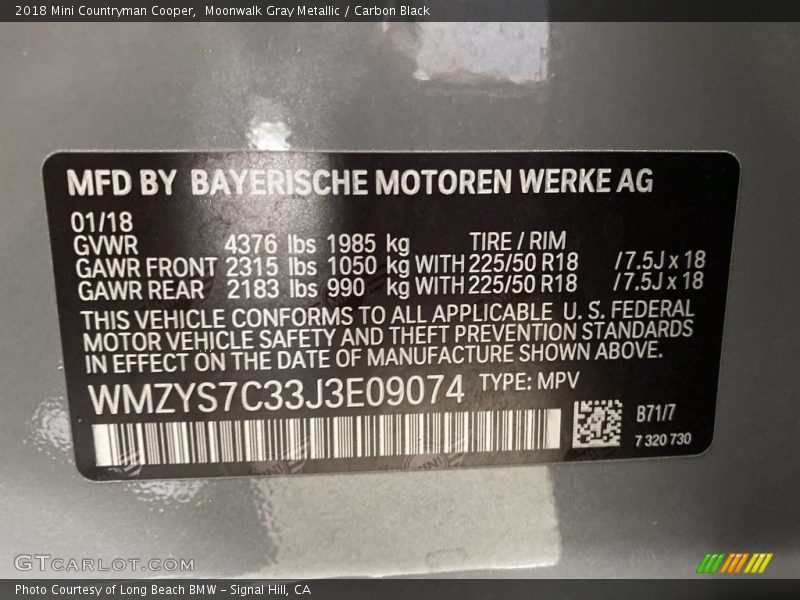 2018 Mini Countryman Cooper,  Moonwalk Gray Metallic / Carbon Black
MFD BY BAYERISCHE MOTOREN WERKE AG
01/18
GVWR 4376 lbs 1985 kg TIRE / RIM
GAWR FRONT 2315 lbs 1050 kg WITH 225/50 R18 /7.5J x 18
GAWR REAR 2183 lbs 990 kg WITH 225/50 R18 /7.5J x 18
THIS VEHICLE CONFORMS TO ALL APPLICABLE U. S. FEDERAL
MOTOR VEHICLE SAFETY AND THEFT PREVENTION STANDARDS
IN EFFECT ON THE DATE OF MANUFACTURE SHOWN ABOVE.
WMZYS7C33J3E09074 TYPE: MPV
B71/7
7 320 730
GTCARLOT.COM
Photo Courtesy of Long Beach BMW - Signal Hill, CA